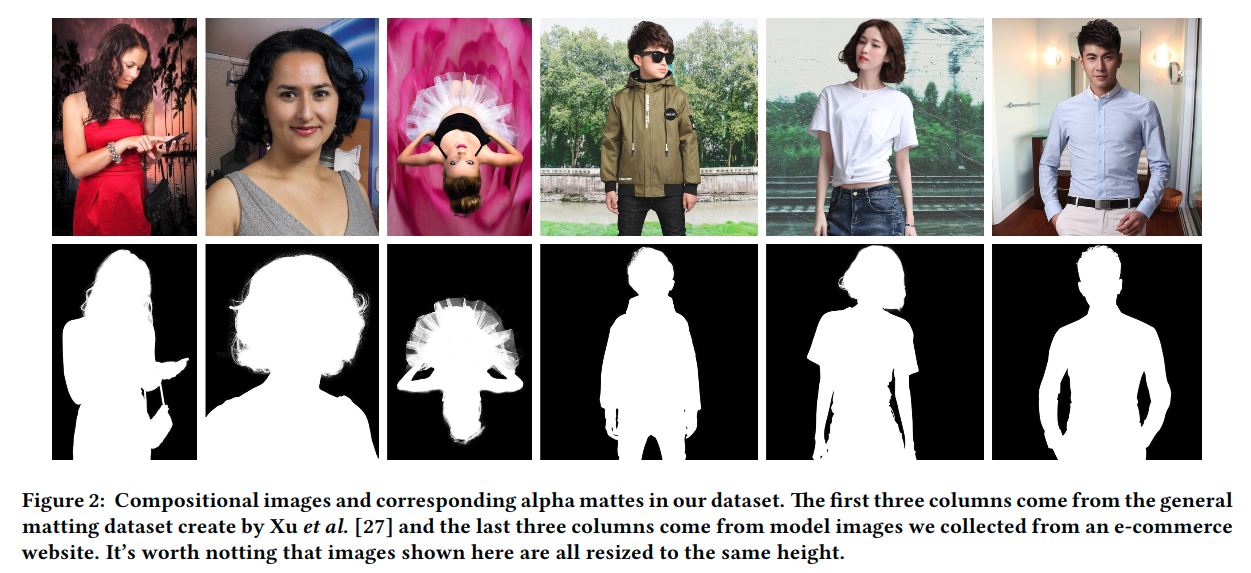 Figure 2: Compositional images and corresponding alpha mattes in our dataset. The first three columns come from the general
matting dataset create by Xu et al. [27] and the last three columns come from model images we collected from an e-commerce
website. It's worth notting that images shown here are all resized to the same height.